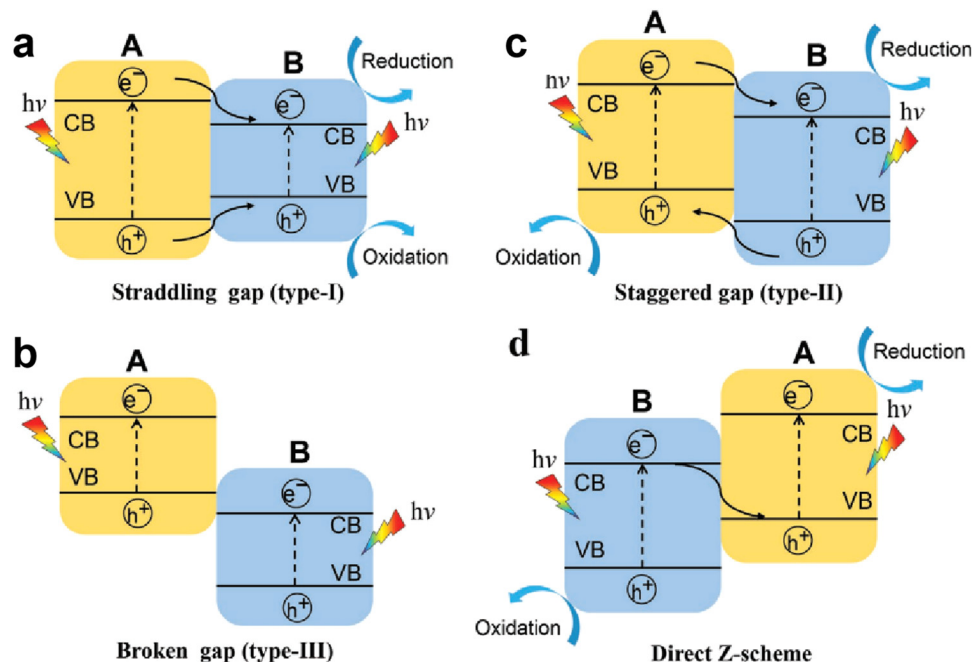 a
A
B
e⁻
e⁻
Reduction
hν
CB
CB
hν
VB
VB
h⁺
h⁺
Oxidation
Straddling gap (type-I)
c
A
B
e⁻
e⁻
Reduction
hν
CB
CB
hν
VB
VB
h⁺
h⁺
Oxidation
Staggered gap (type-II)
b
A
B
hν
e⁻
CB
VB
h⁺
e⁻
hν
CB
VB
h⁺
Broken gap (type-III)
d
B
A
Reduction
e⁻
e⁻
hν
hν
CB
CB
VB
VB
h⁺
h⁺
Oxidation
Direct Z-scheme